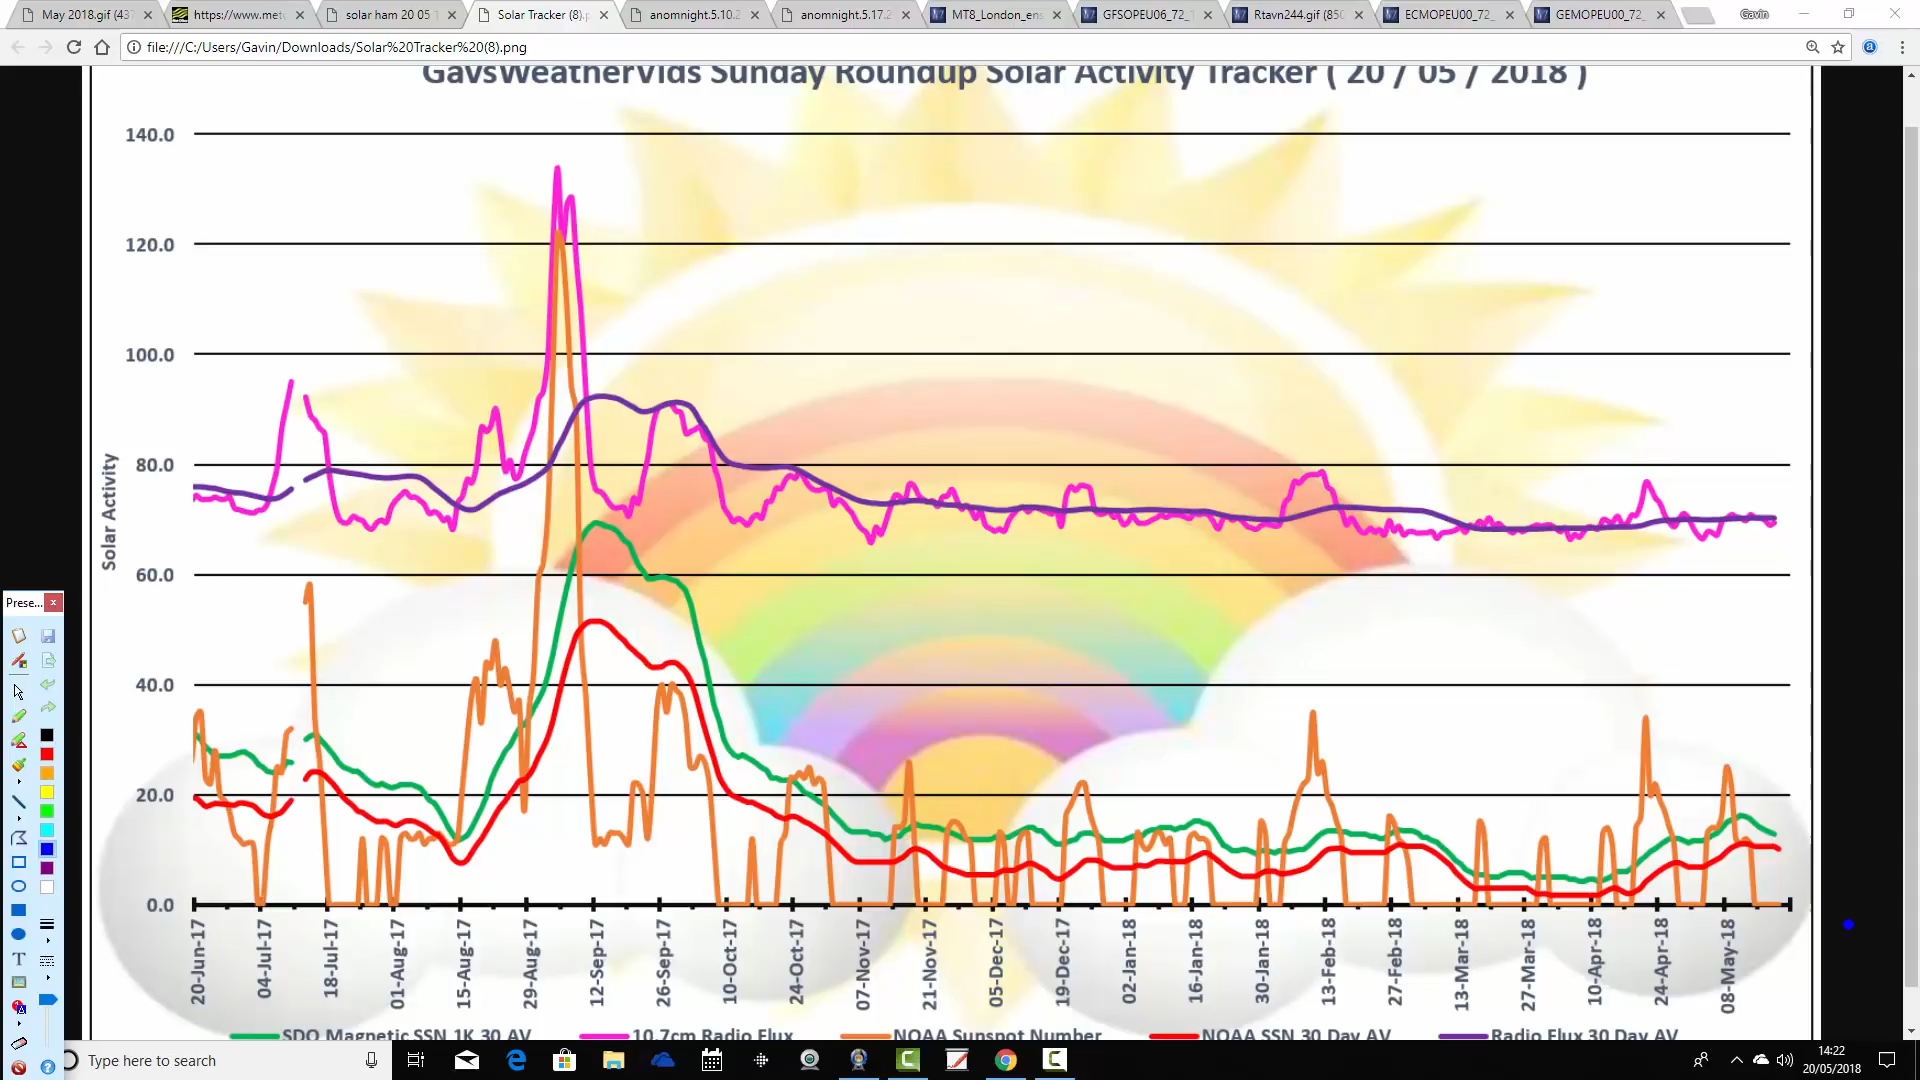 May 2018.gif (43
https://www.met
solar ham 20 05
Solar Tracker (8).p
anomnight.5.10.2
anomnight.5.17.2
MT8_London_ens
GFSOPEU06_72_
Rtavn244.gif (850
ECMOPEU00_72_
GEMOPEU00_72_
Gavin
file:///C:/Users/Gavin/Downloads/Solar%20Tracker%20(8).png
GavsWeatherVids Sunday Roundup Solar Activity Tracker ( 20 / 05 / 2018 )
140.0
120.0
100.0
80.0
60.0
40.0
20.0
0.0
Solar Activity
20-Jun-17
04-Jul-17
18-Jul-17
01-Aug-17
15-Aug-17
29-Aug-17
12-Sep-17
26-Sep-17
10-Oct-17
24-Oct-17
07-Nov-17
21-Nov-17
05-Dec-17
19-Dec-17
02-Jan-18
16-Jan-18
30-Jan-18
13-Feb-18
27-Feb-18
13-Mar-18
27-Mar-18
10-Apr-18
24-Apr-18
08-May-18
SDO Magnetic SSN 1K 30 AV
10.7cm Radio Flux
NOAA Sunspot Number
NOAA SSN 30 Day AV
Radio Flux 30 Day AV
Prese...
Type here to search
14:22
20/05/2018